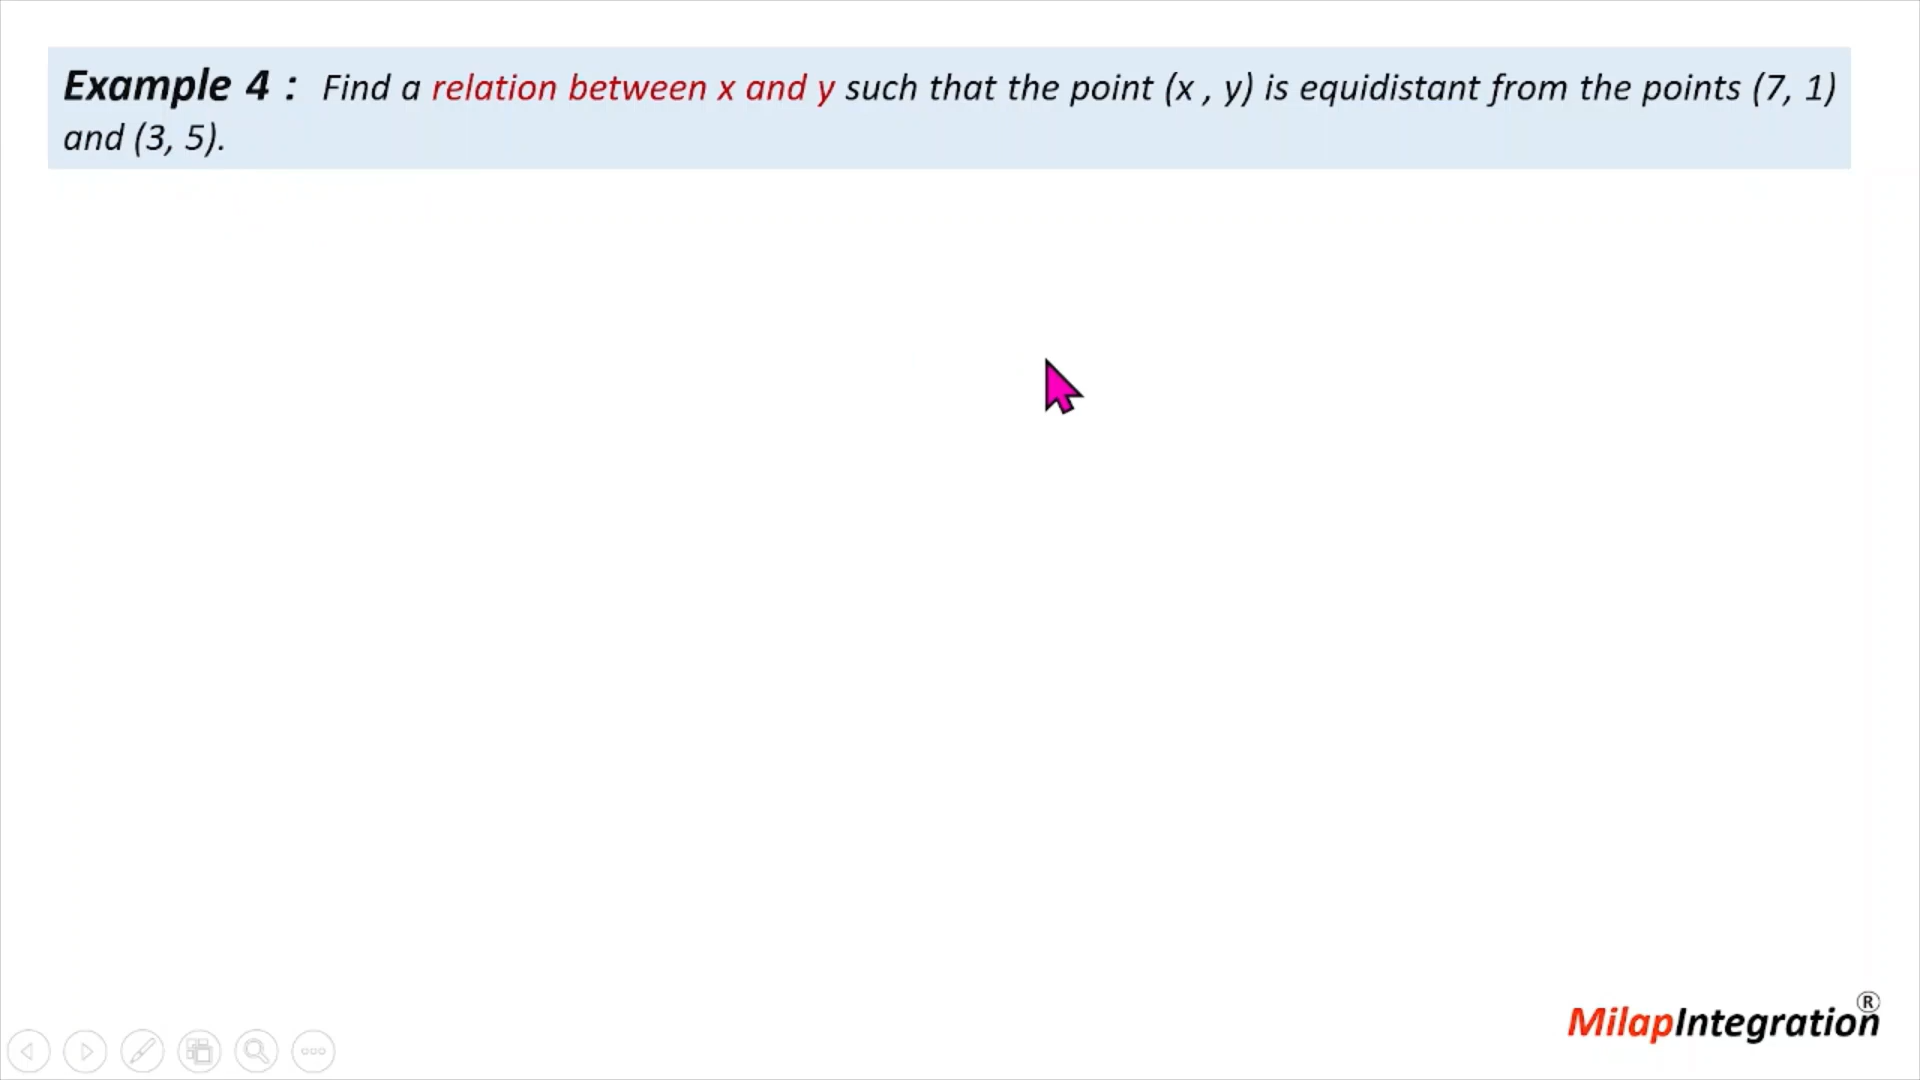 Example 4 : Find a relation between x and y such that the point (x , y) is equidistant from the points (7, 1)
and (3, 5).
MilapIntegration®